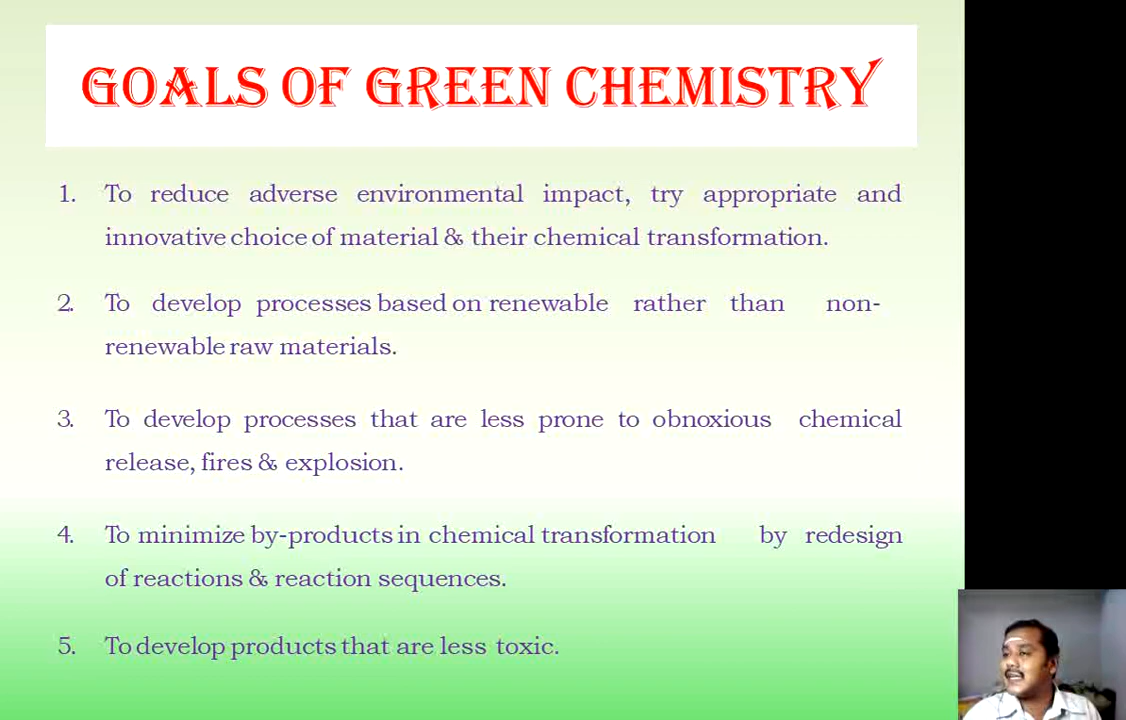 GOALS OF GREEN CHEMISTRY
1. To reduce adverse environmental impact, try appropriate and
innovative choice of material & their chemical transformation.
2. To develop processes based on renewable rather than non-
renewable raw materials.
3. To develop processes that are less prone to obnoxious chemical
release, fires & explosion.
4. To minimize by-products in chemical transformation by redesign
of reactions & reaction sequences.
5. To develop products that are less toxic.